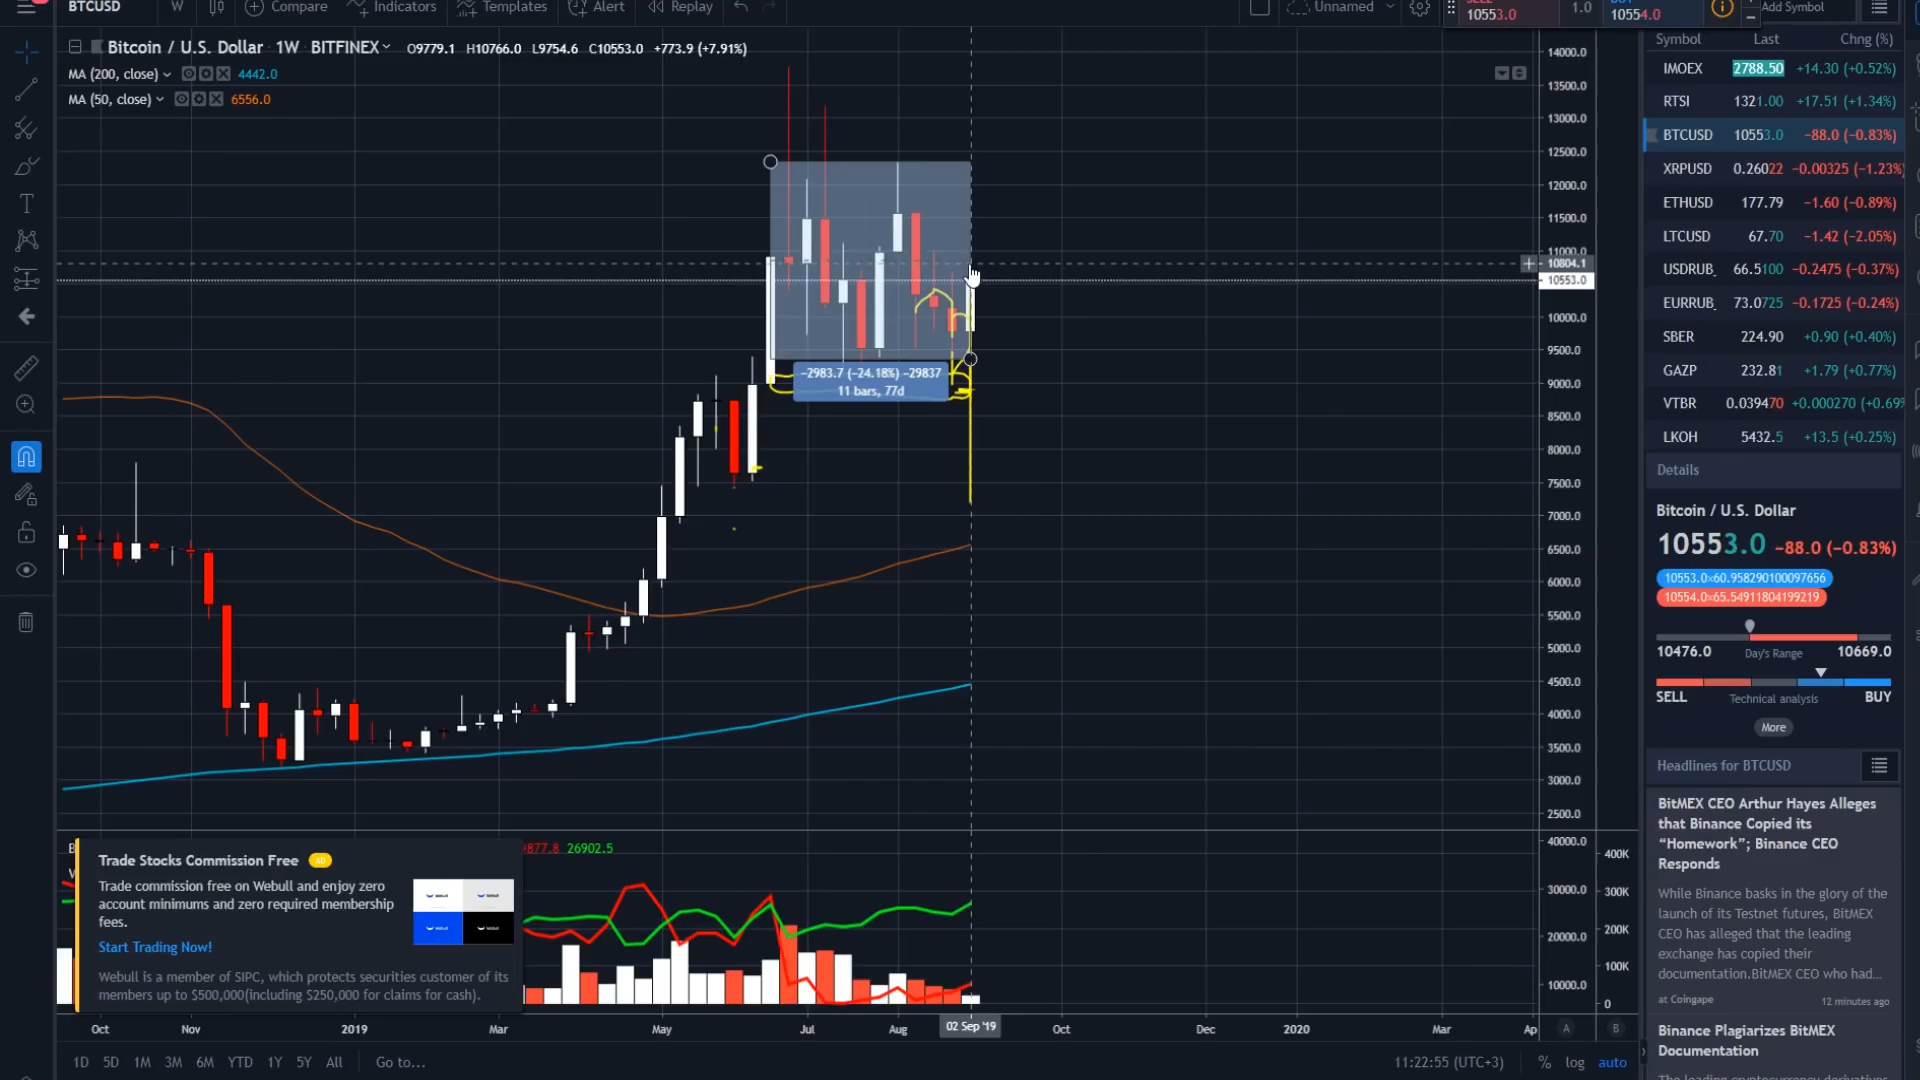 BTCUSD W Compare Indicators Templates Alert Replay Unnamed
10553.0 1.0 10554.0 Add Symbol
Bitcoin / U.S. Dollar 1W BITFINEX O9779.1 H10766.0 L9754.6 C10553.0 +773.9 (+7.91%)
MA (200, close) 4442.0
MA (50, close) 6556.0
14000.0
13500.0
13000.0
12500.0
12000.0
11500.0
11000.0
10804.1
10553.0
10000.0
9500.0
9000.0
8500.0
8000.0
7500.0
7000.0
6500.0
6000.0
5500.0
5000.0
4500.0
4000.0
3500.0
3000.0
2500.0
−2983.7 (−24.18%) −29837
11 bars, 77d
Symbol Last Chng (%)
IMOEX 2788.50 +14.30 (+0.52%)
RTSI 1321.00 +17.51 (+1.34%)
BTCUSD 10553.0 −88.0 (−0.83%)
XRPUSD 0.26022 −0.00325 (−1.23%)
ETHUSD 177.79 −1.60 (−0.89%)
LTCUSD 67.70 −1.42 (−2.05%)
USDRUB_ 66.5100 −0.2475 (−0.37%)
EURRUB_ 73.0725 −0.1725 (−0.24%)
SBER 224.90 +0.90 (+0.40%)
GAZP 232.81 +1.79 (+0.77%)
VTBR 0.039470 +0.000270 (+0.69%
LKOH 5432.5 +13.5 (+0.25%)
Details
Bitcoin / U.S. Dollar
10553.0 −88.0 (−0.83%)
10553.0×60.958290100097656
10554.0×65.54911804199219
10476.0 Day's Range 10669.0
SELL Technical analysis BUY
More
Headlines for BTCUSD
BitMEX CEO Arthur Hayes Alleges
that Binance Copied its
“Homework”; Binance CEO
Responds
While Binance basks in the glory of the
launch of its Testnet futures, BitMEX
CEO has alleged that the leading
exchange has copied their
documentation.BitMEX CEO who had...
at Coingape 12 minutes ago
Binance Plagiarizes BitMEX
Documentation
9877.8 26902.5
Trade Stocks Commission Free
Trade commission free on Webull and enjoy zero
account minimums and zero required membership
fees.
Start Trading Now!
Webull is a member of SIPC, which protects securities customer of its
members up to $500,000(including $250,000 for claims for cash).
40000.0
30000.0
20000.0
10000.0
400K
300K
200K
100K
0
Oct Nov 2019 Mar May Jul Aug 02 Sep '19 Oct Dec 2020 Mar Ap A B
1D 5D 1M 3M 6M YTD 1Y 5Y All Go to... 11:22:55 (UTC+3) % log auto